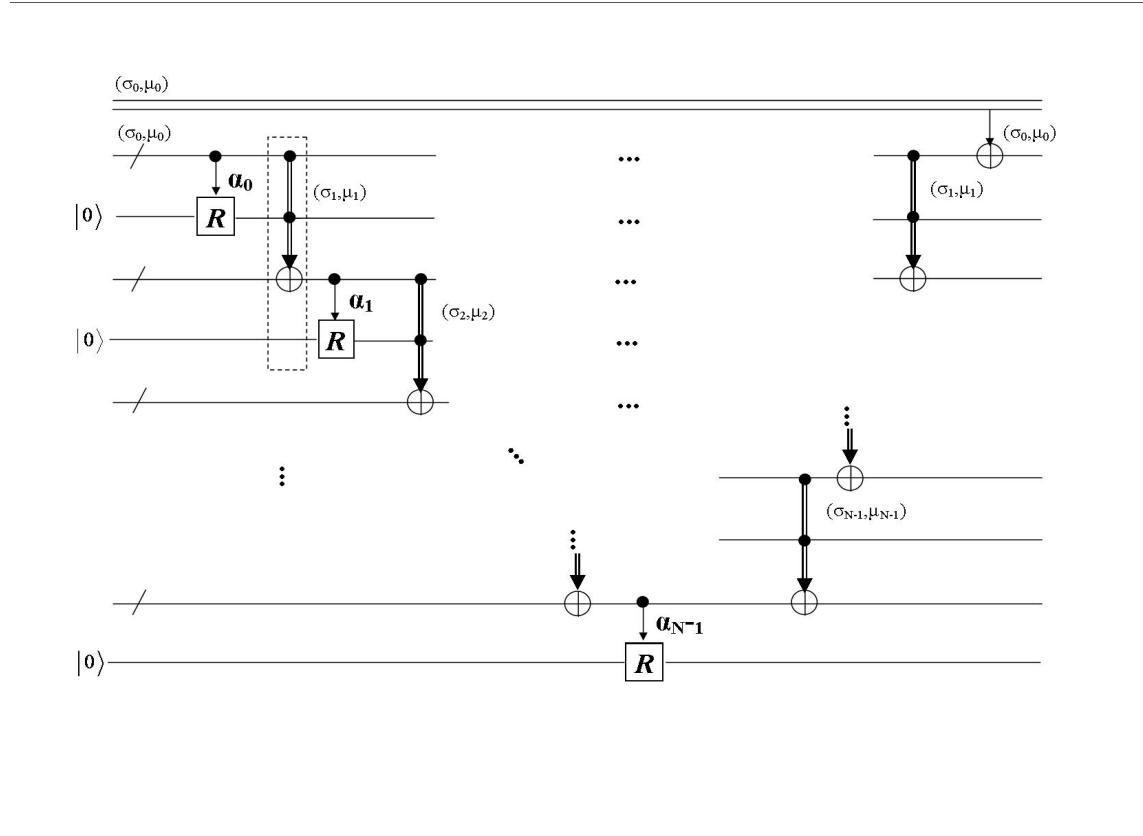 (σ₀,μ₀)
(σ₀,μ₀)
(σ₀,μ₀)
α₀
(σ₁,μ₁)
(σ₁,μ₁)
|0⟩ R
...
α₁
(σ₂,μ₂)
|0⟩ R
...
(σN-1,μN-1)
αN-1
|0⟩ R